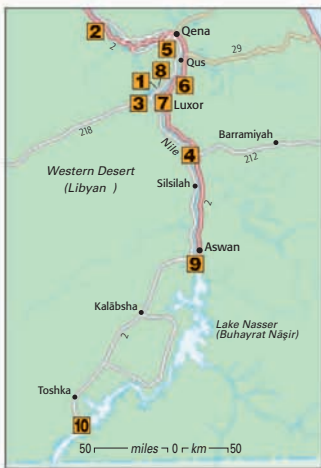 2
2
Qena
5
29
8
Qus
1
6
3
7
Luxor
218
Barramiyah
Nile
4
212
Western Desert
(Libyan )
Silsilah
2
Aswan
9
Kalâbsha
Lake Nasser
(Buhayrat Nāşir)
2
Toshka
10
50 miles 0 km 50